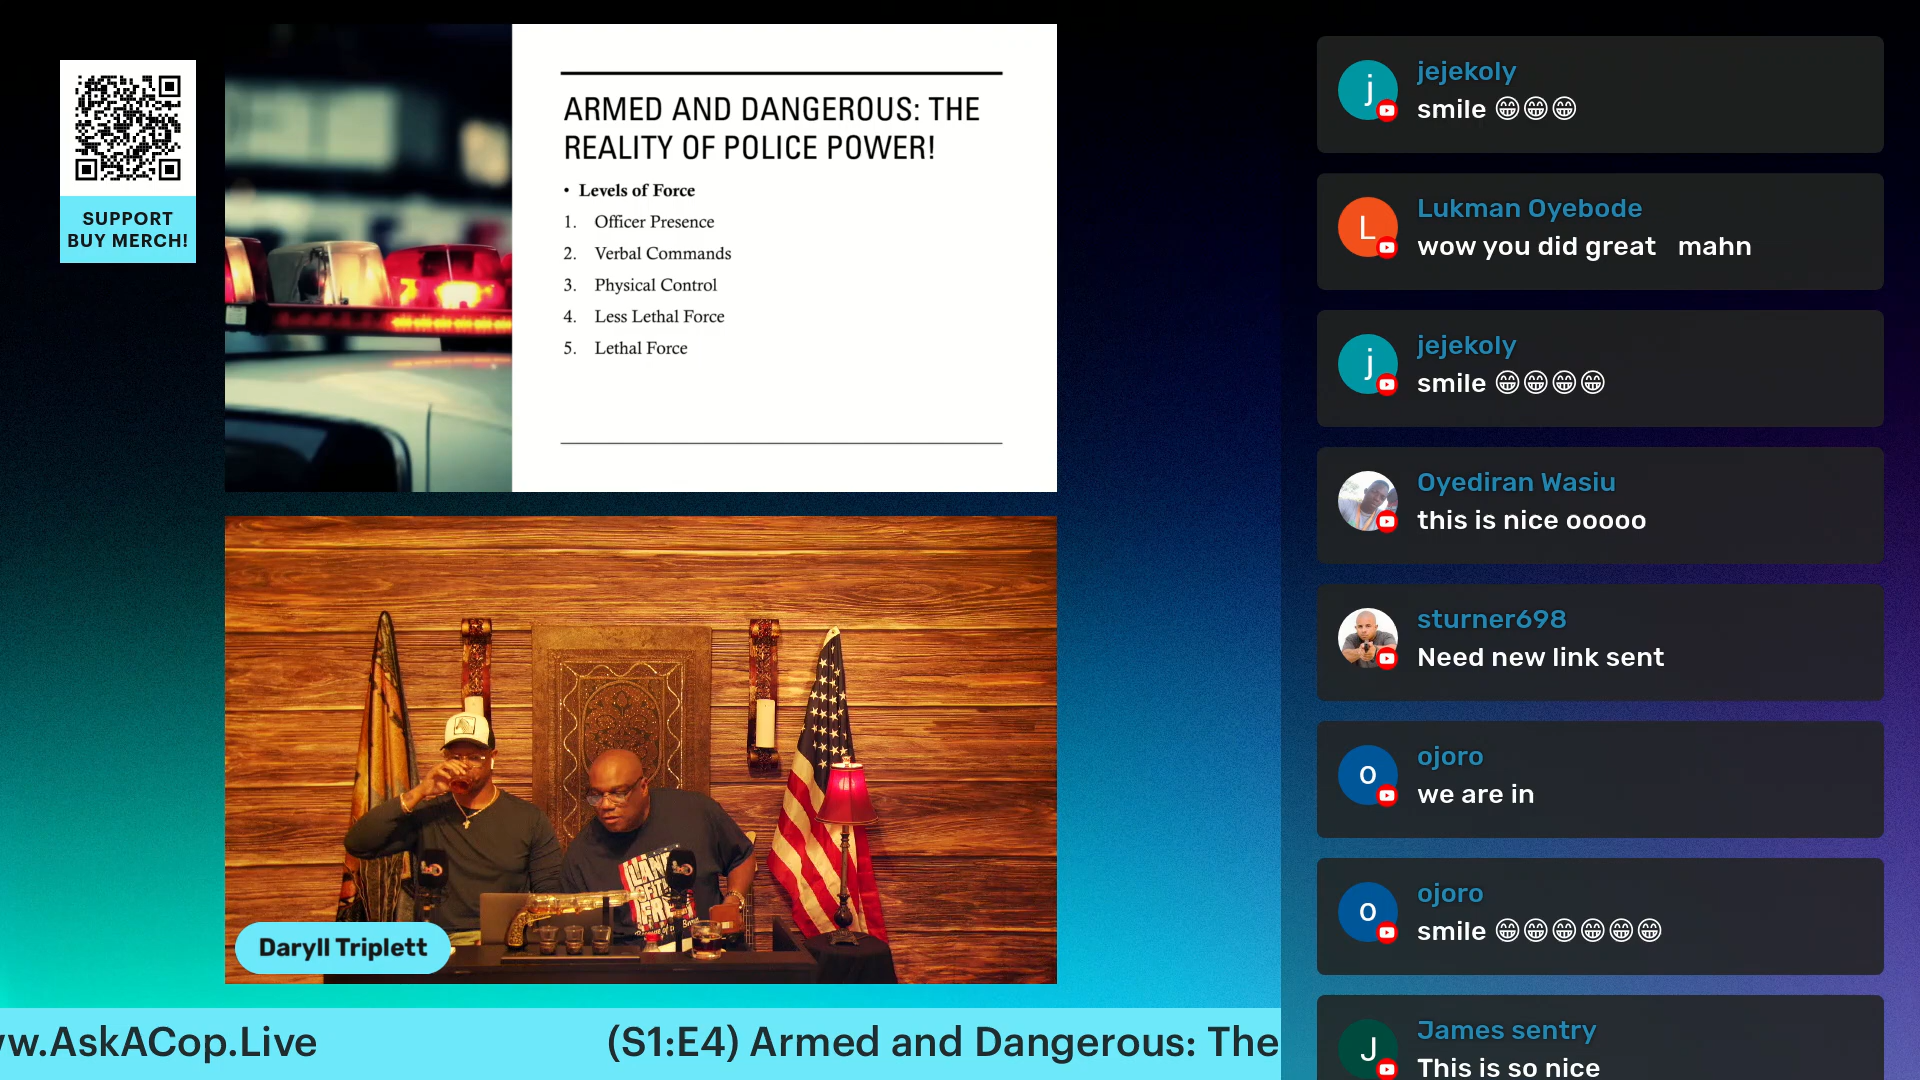 SUPPORT
BUY MERCH!
ARMED AND DANGEROUS: THE
REALITY OF POLICE POWER!
• Levels of Force
1. Officer Presence
2. Verbal Commands
3. Physical Control
4. Less Lethal Force
5. Lethal Force
Daryll Triplett
w.AskACop.Live
(S1:E4) Armed and Dangerous: The
j
jejekoly
smile 😁😁😁
L
Lukman Oyebode
wow you did great mahn
j
jejekoly
smile 😁😁😁😁
Oyediran Wasiu
this is nice ooooo
sturner698
Need new link sent
o
ojoro
we are in
o
ojoro
smile 😁😁😁😁😁😁
J
James sentry
This is so nice